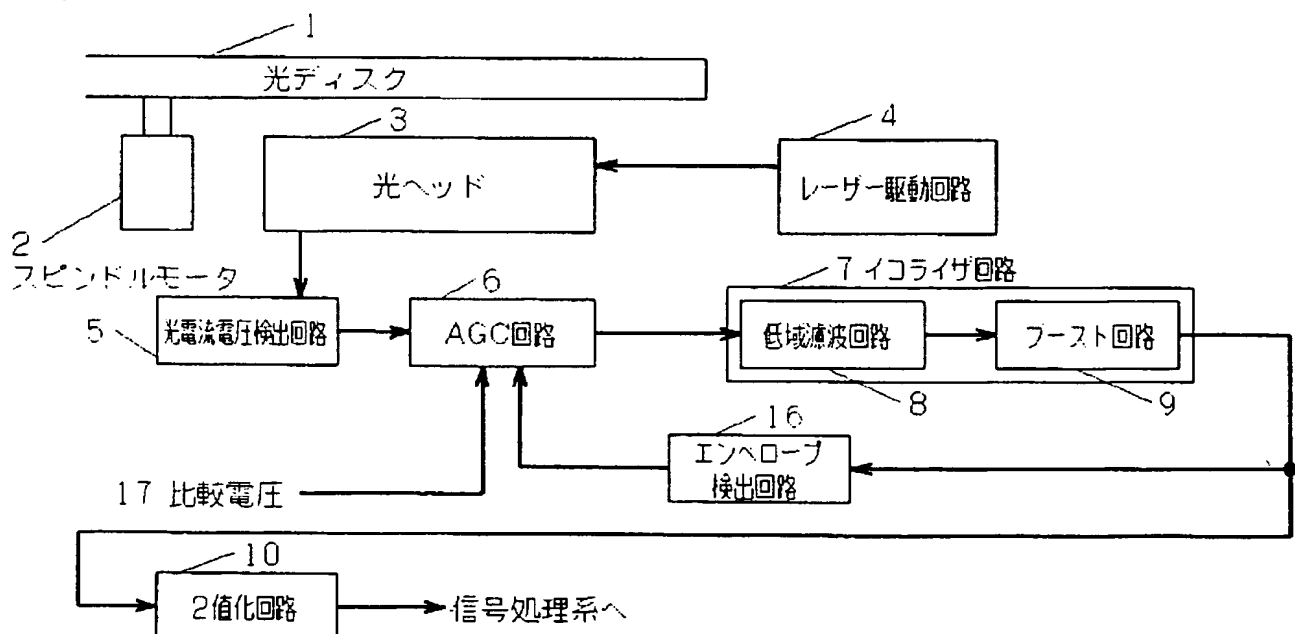 1
光ディスク
3
4
光ヘッド
レーザー駆動回路
2
スピンドルモータ
7 イコライザ回路
6
5
光電流電圧検出回路
AGC回路
低域濾波回路
ブースト回路
8
9
16
エンベロープ
検出回路
17 比較電圧
10
2値化回路
信号処理系へ